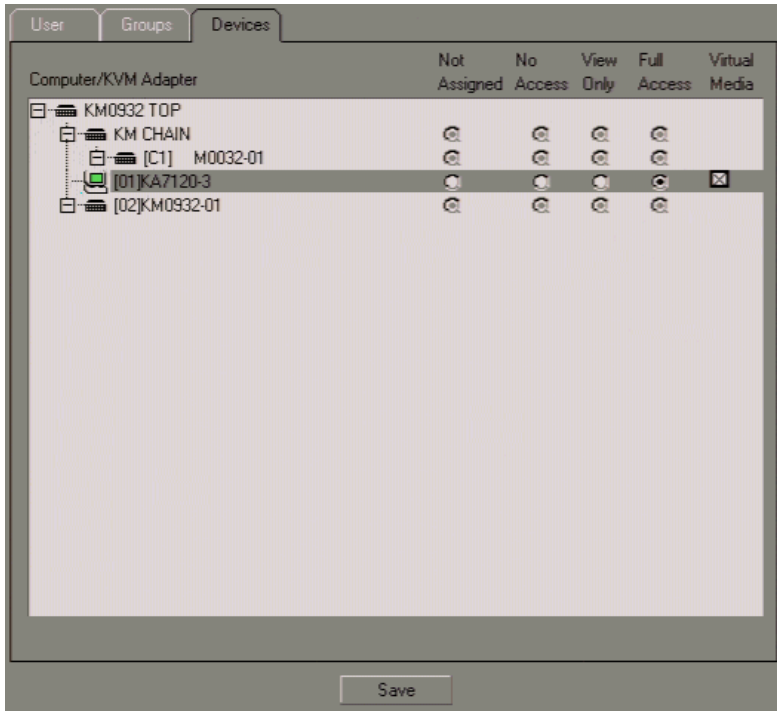 User Groups Devices
Computer/KVM Adapter Not Assigned No Access View Only Full Access Virtual Media
KM0932 TOP
KM CHAIN
[C1] M0032-01
[01]KA7120-3
[02]KM0932-01
Save